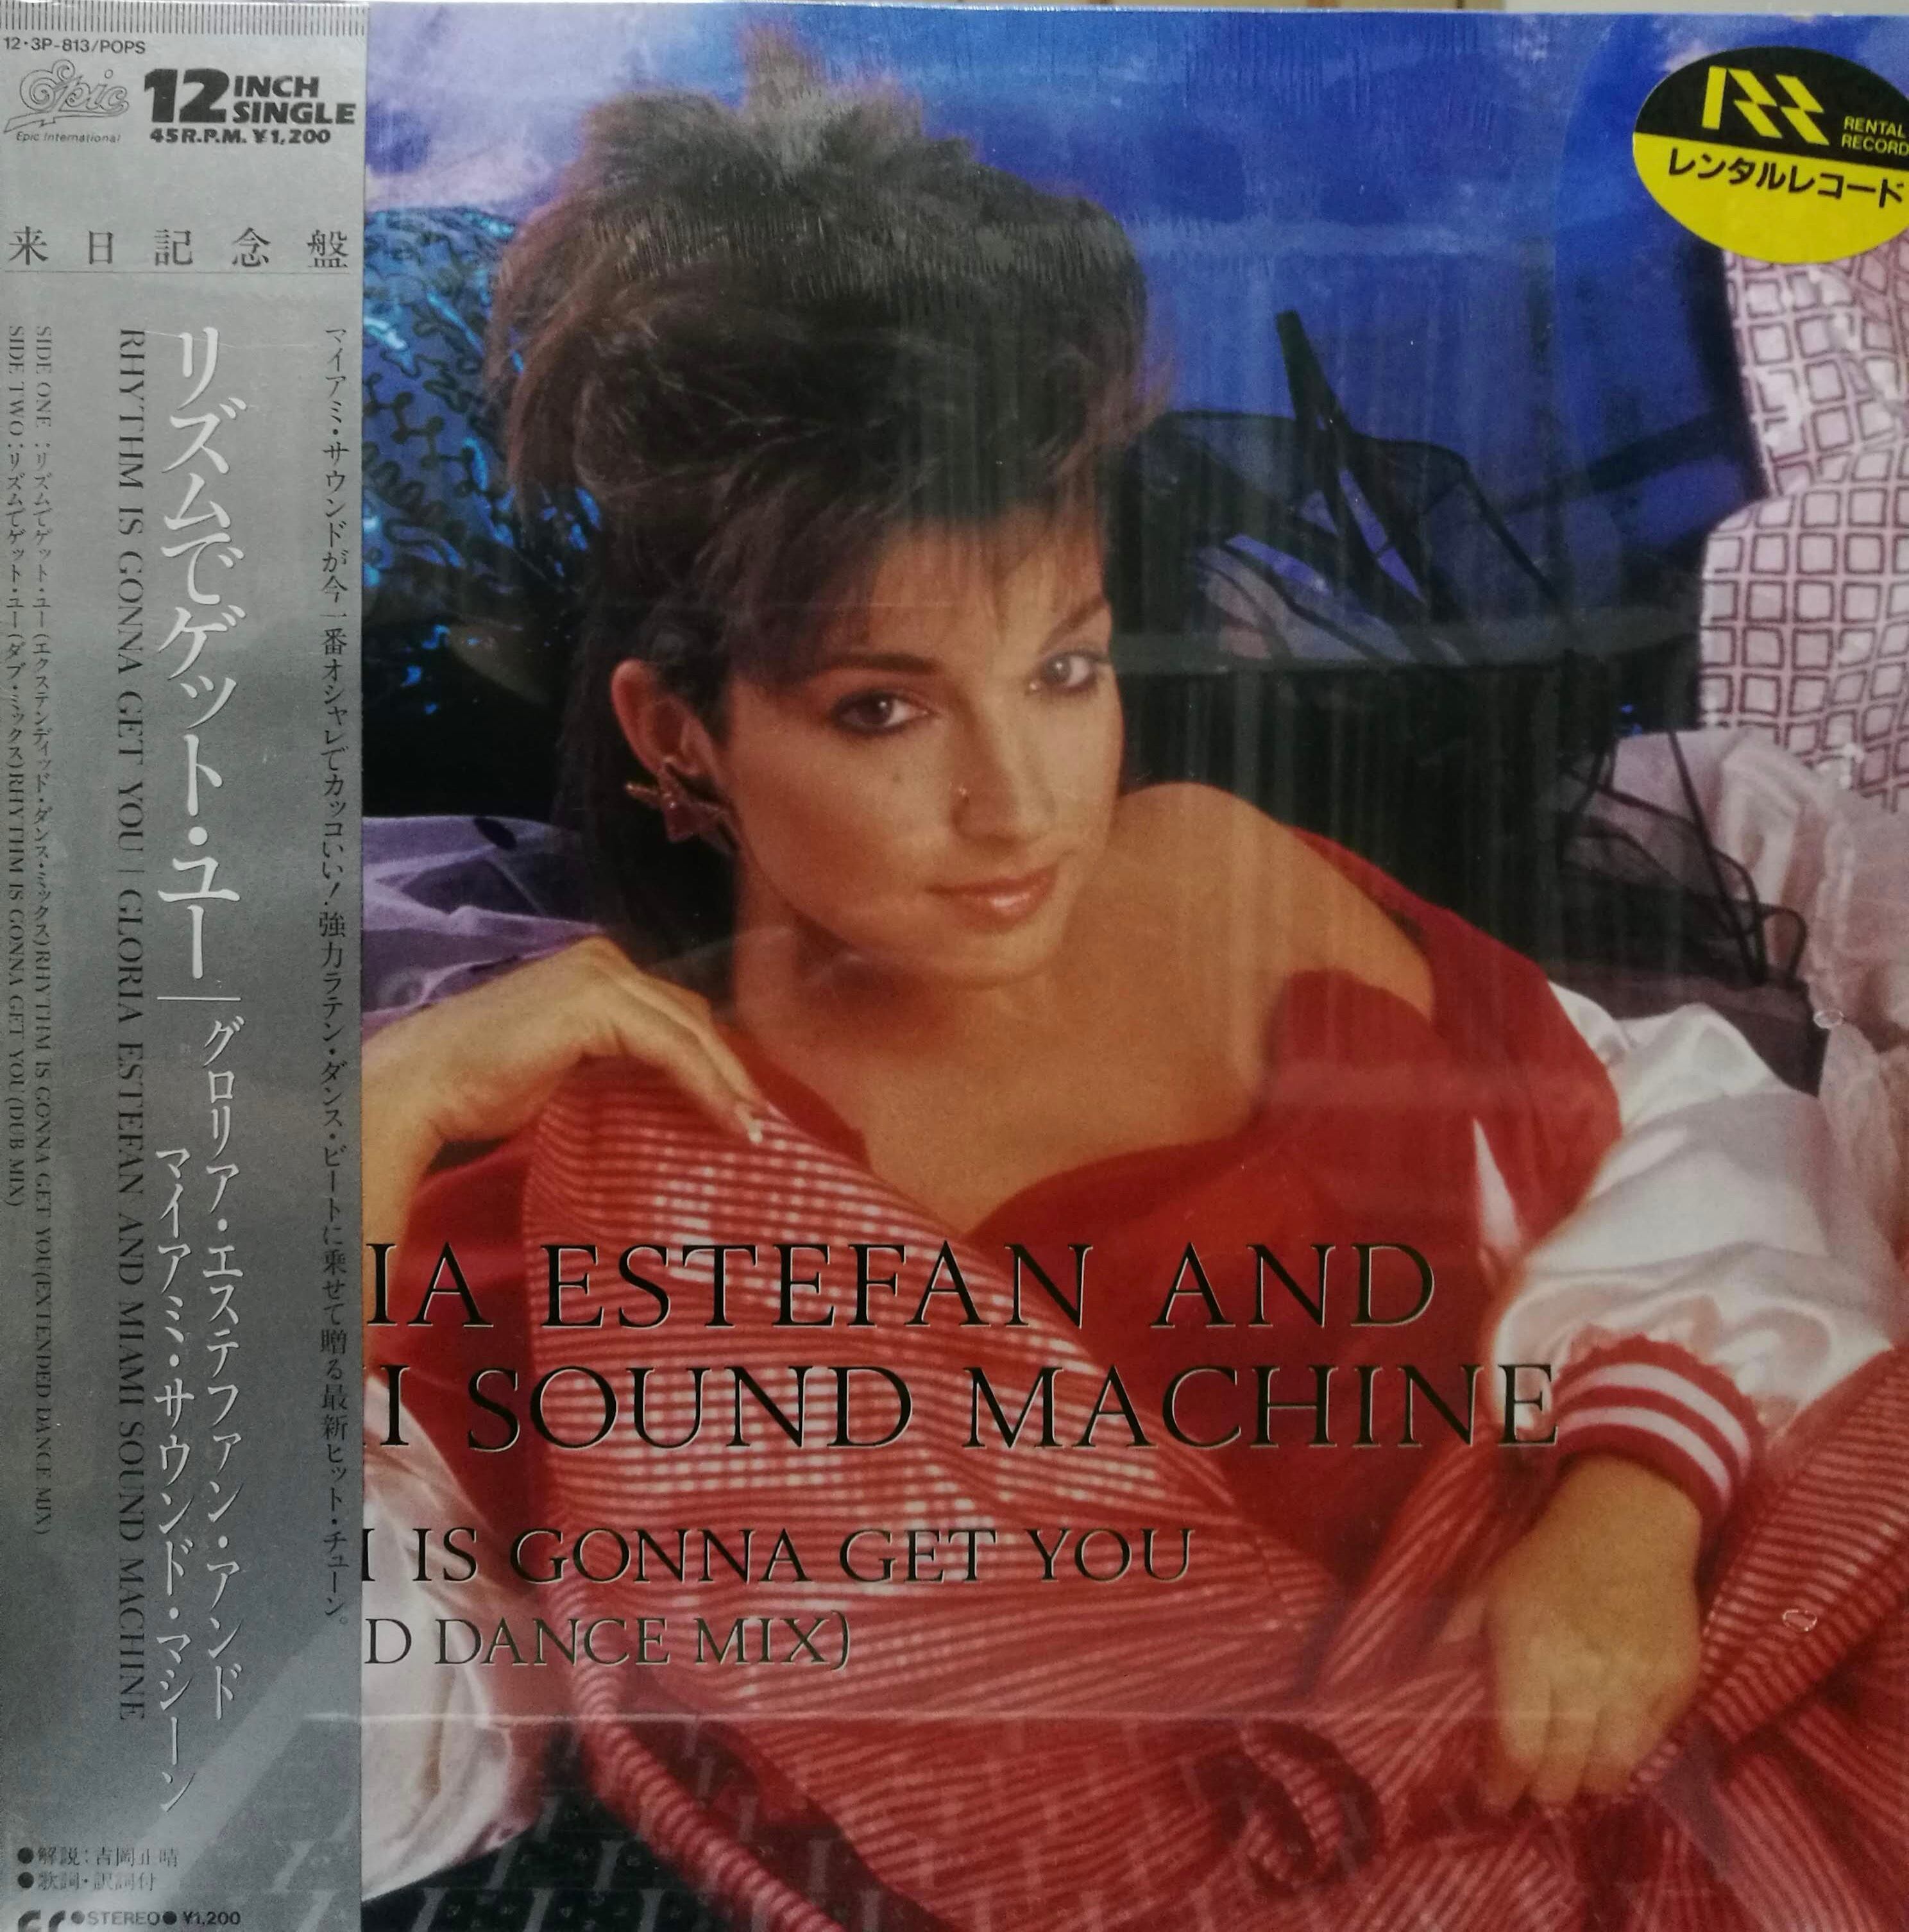 12・3P-813/POPS
Epic
Epic International
12 INCH SINGLE
45R.P.M. ¥1,200
来日記念盤
マイアミ・サウンドが今一番オシャレでカッコいい！強力ラテン・ダンス・ビートに乗せて贈る最新ヒット・チューン。
リズムでゲット・ユー｜グロリア・エステファン・アンド
マイアミ・サウンド・マシーン
RHYTHM IS GONNA GET YOU｜GLORIA ESTEFAN AND MIAMI SOUND MACHINE
SIDE ONE：リズムでゲット・ユー(エクステンディッド・ダンス・ミックス)RHYTHM IS GONNA GET YOU(EXTENDED DANCE MIX)
SIDE TWO：リズムでゲット・ユー(ダブ・ミックス)RHYTHM IS GONNA GET YOU(DUB MIX)
●解説：吉岡正晴
●歌詞・訳詞付
●STEREO● ¥1,200
RENTAL
RECORD
レンタルレコード
IA ESTEFAN AND
I SOUND MACHINE
IS GONNA GET YOU
D DANCE MIX)